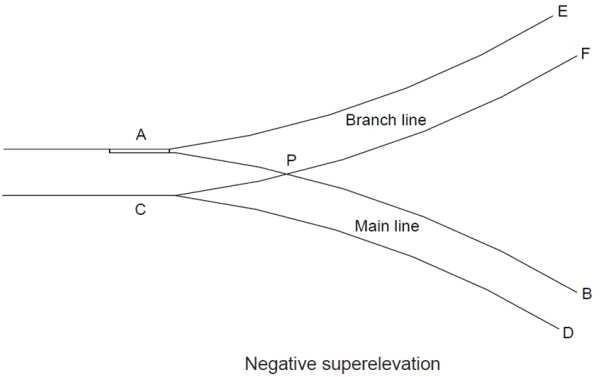 E
F
Branch line
A
P
C
Main line
B
D
Negative superelevation